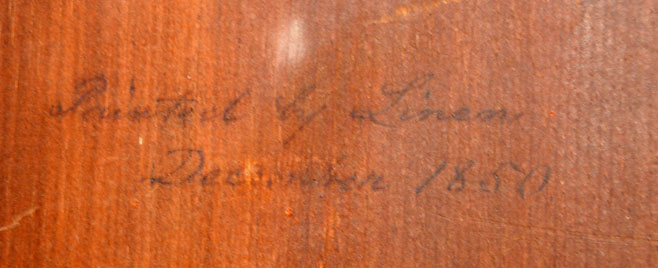 Painted by Linen
December 1850